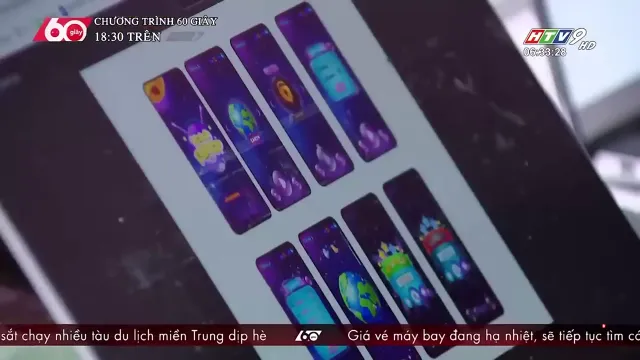 60 giây
CHƯƠNG TRÌNH 60 GIÂY
18:30 TRÊN
HTV9 HD
06:33:28
sắt chạy nhiều tàu du lịch miền Trung dịp hè 60 Giá vé máy bay đang hạ nhiệt, sẽ tiếp tục tìm cá